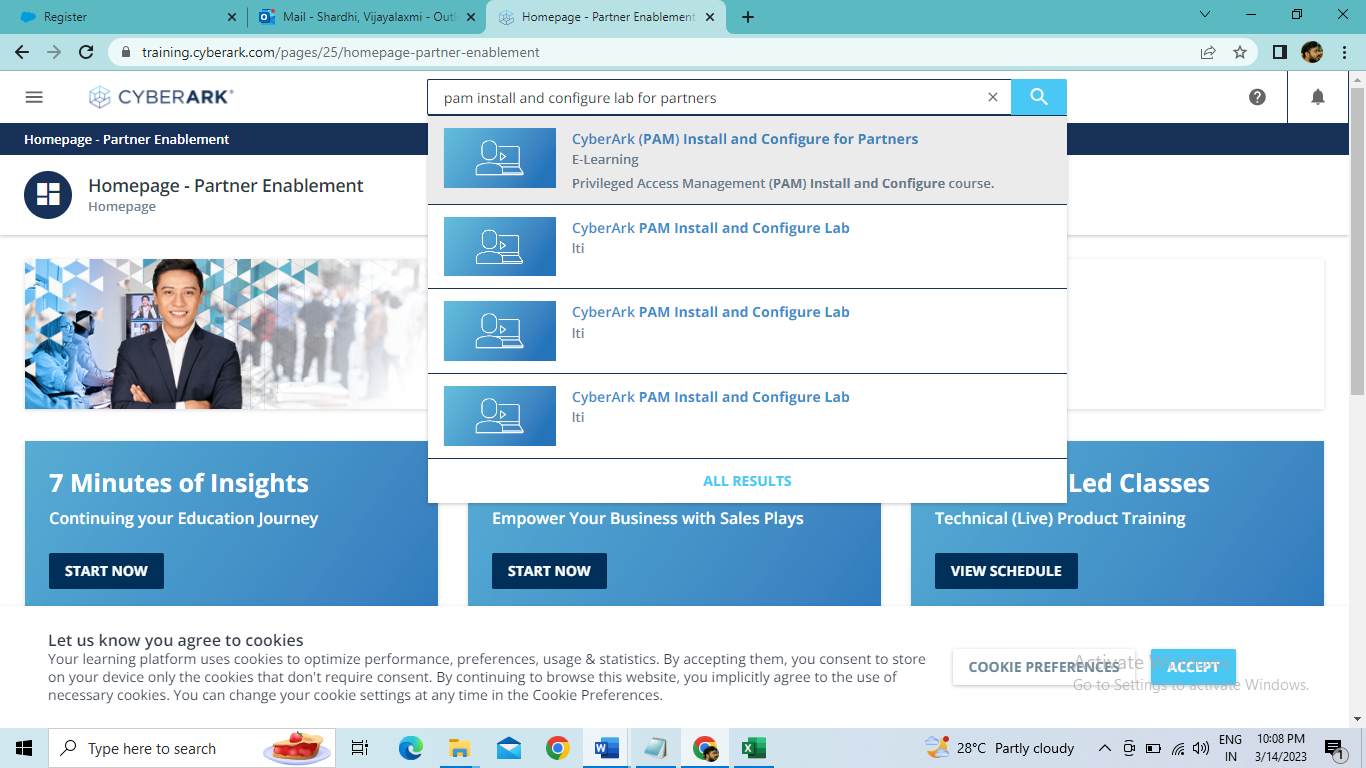 Register
Mail - Shardhi, Vijayalaxmi - Outl
Homepage - Partner Enablement
training.cyberark.com/pages/25/homepage-partner-enablement
CYBERARK®
pam install and configure lab for partners
Homepage - Partner Enablement
Homepage - Partner Enablement
Homepage
CyberArk (PAM) Install and Configure for Partners
E-Learning
Privileged Access Management (PAM) Install and Configure course.
CyberArk PAM Install and Configure Lab
Iti
CyberArk PAM Install and Configure Lab
Iti
CyberArk PAM Install and Configure Lab
Iti
ALL RESULTS
7 Minutes of Insights
Continuing your Education Journey
START NOW
Empower Your Business with Sales Plays
START NOW
Led Classes
Technical (Live) Product Training
VIEW SCHEDULE
Let us know you agree to cookies
Your learning platform uses cookies to optimize performance, preferences, usage & statistics. By accepting them, you consent to store
on your device only the cookies that don't require consent. By continuing to browse this website, you implicitly agree to the use of
necessary cookies. You can change your cookie settings at any time in the Cookie Preferences.
COOKIE PREFERENCES
ACCEPT
Activate Windows
Go to Settings to activate Windows.
Type here to search
28°C Partly cloudy
ENG
IN
10:08 PM
3/14/2023
1